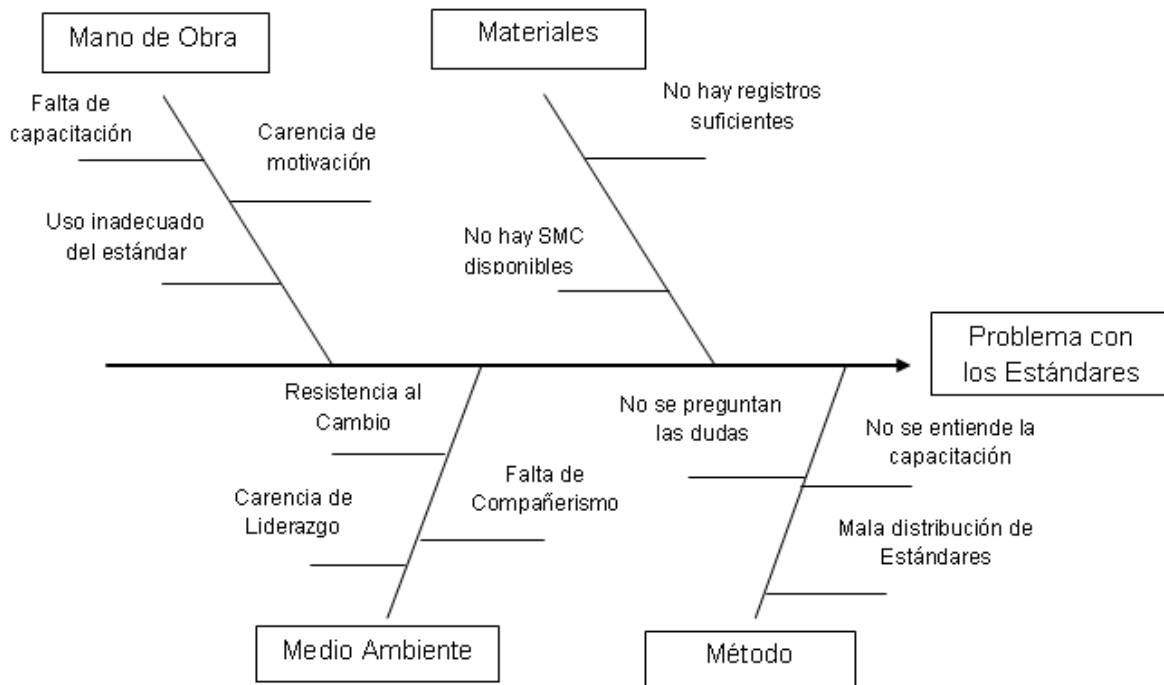 Mano de Obra
Materiales
Falta de
capacitación
Carencia de
motivación
Uso inadecuado
del estándar
No hay registros
suficientes
No hay SMC
disponibles
Problema con
los Estándares
Resistencia al
Cambio
Carencia de
Liderazgo
Falta de
Compañerismo
No se preguntan
las dudas
No se entiende la
capacitación
Mala distribución de
Estándares
Medio Ambiente
Método